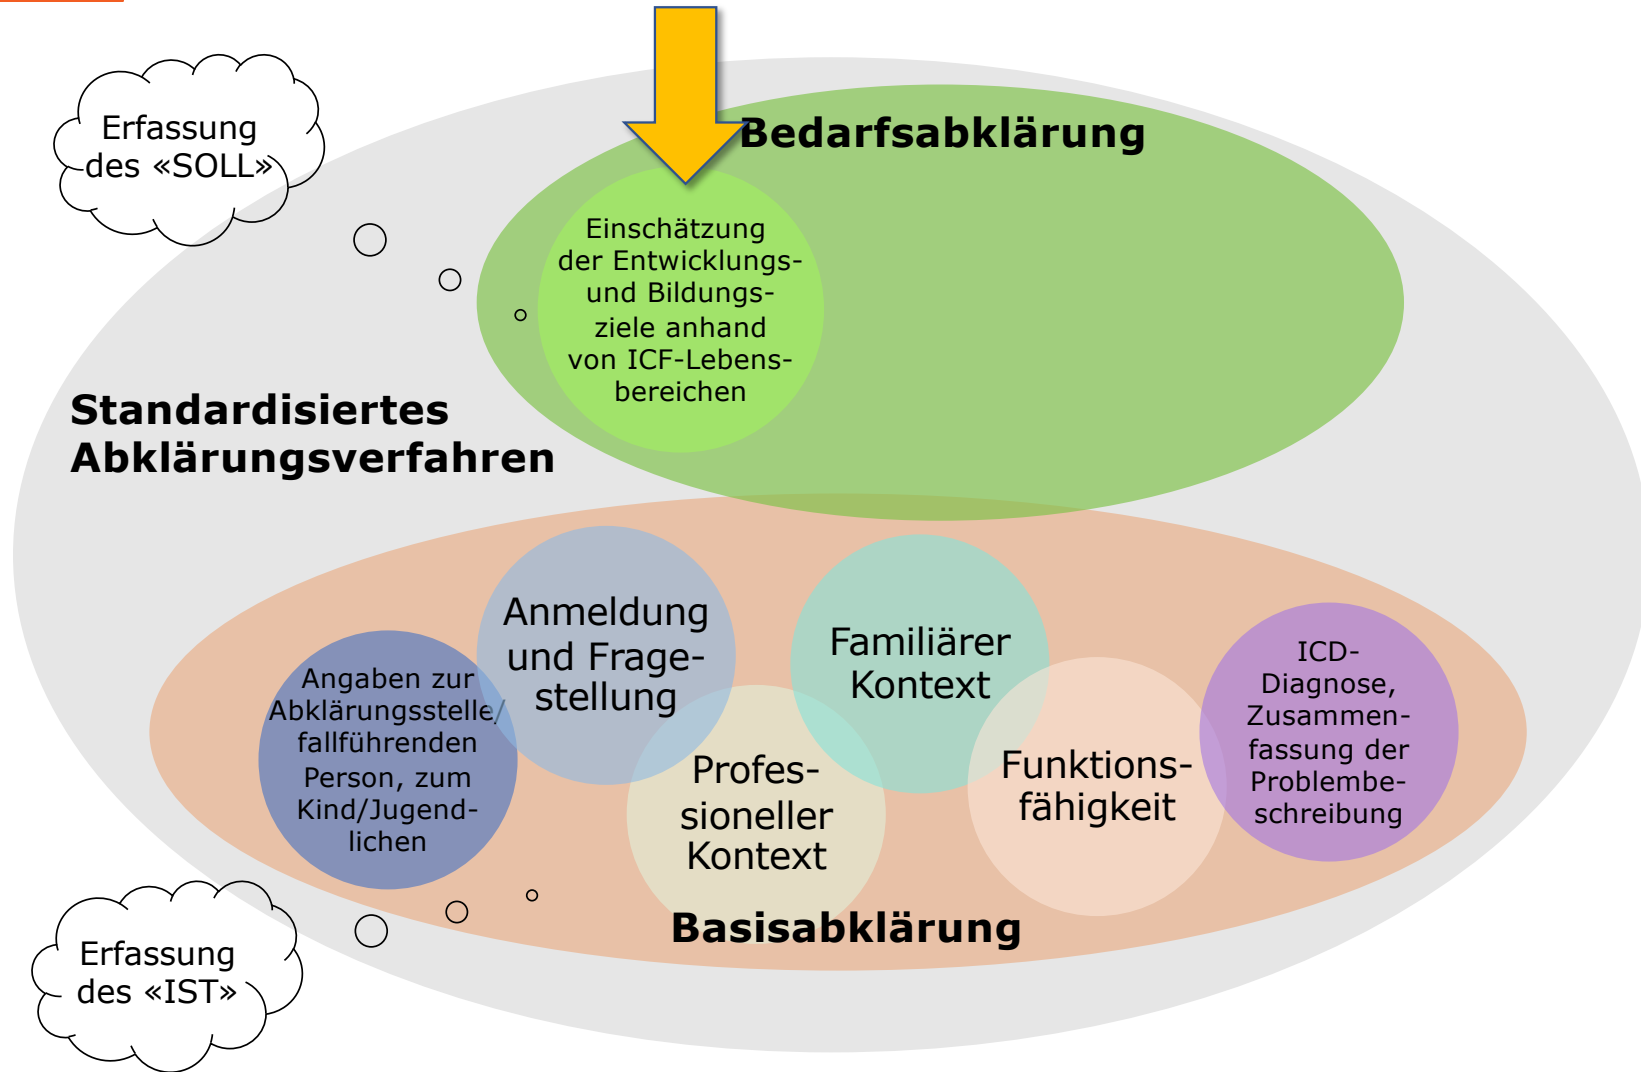 Erfassung
des «SOLL»
Bedarfsabklärung
Einschätzung
der Entwicklungs-
und Bildungs-
ziele anhand
von ICF-Lebens-
bereichen
Standardisiertes
Abklärungsverfahren
Angaben zur
Abklärungsstelle/
fallführenden
Person, zum
Kind/Jugend-
lichen
Anmeldung
und Frage-
stellung
Profes-
sioneller
Kontext
Familiärer
Kontext
Funktions-
fähigkeit
ICD-
Diagnose,
Zusammen-
fassung der
Problembe-
schreibung
Basisabklärung
Erfassung
des «IST»